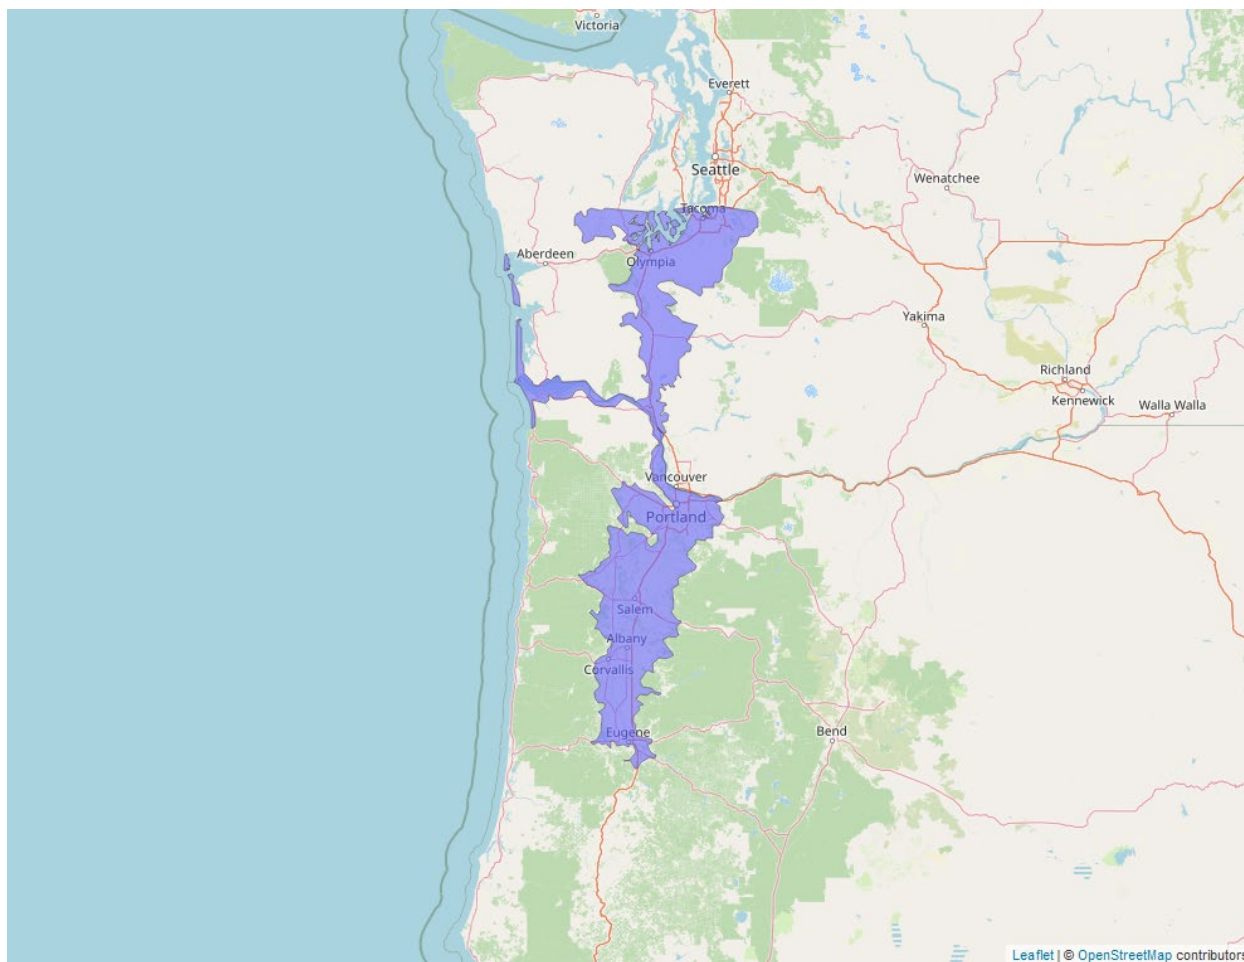 Victoria
Everett
Seattle
Wenatchee
Tacoma
Aberdeen
Olympia
Yakima
Richland
Kennewick
Walla Walla
Vancouver
Portland
Salem
Albany
Corvallis
Eugene
Bend
Leaflet | © OpenStreetMap contributors